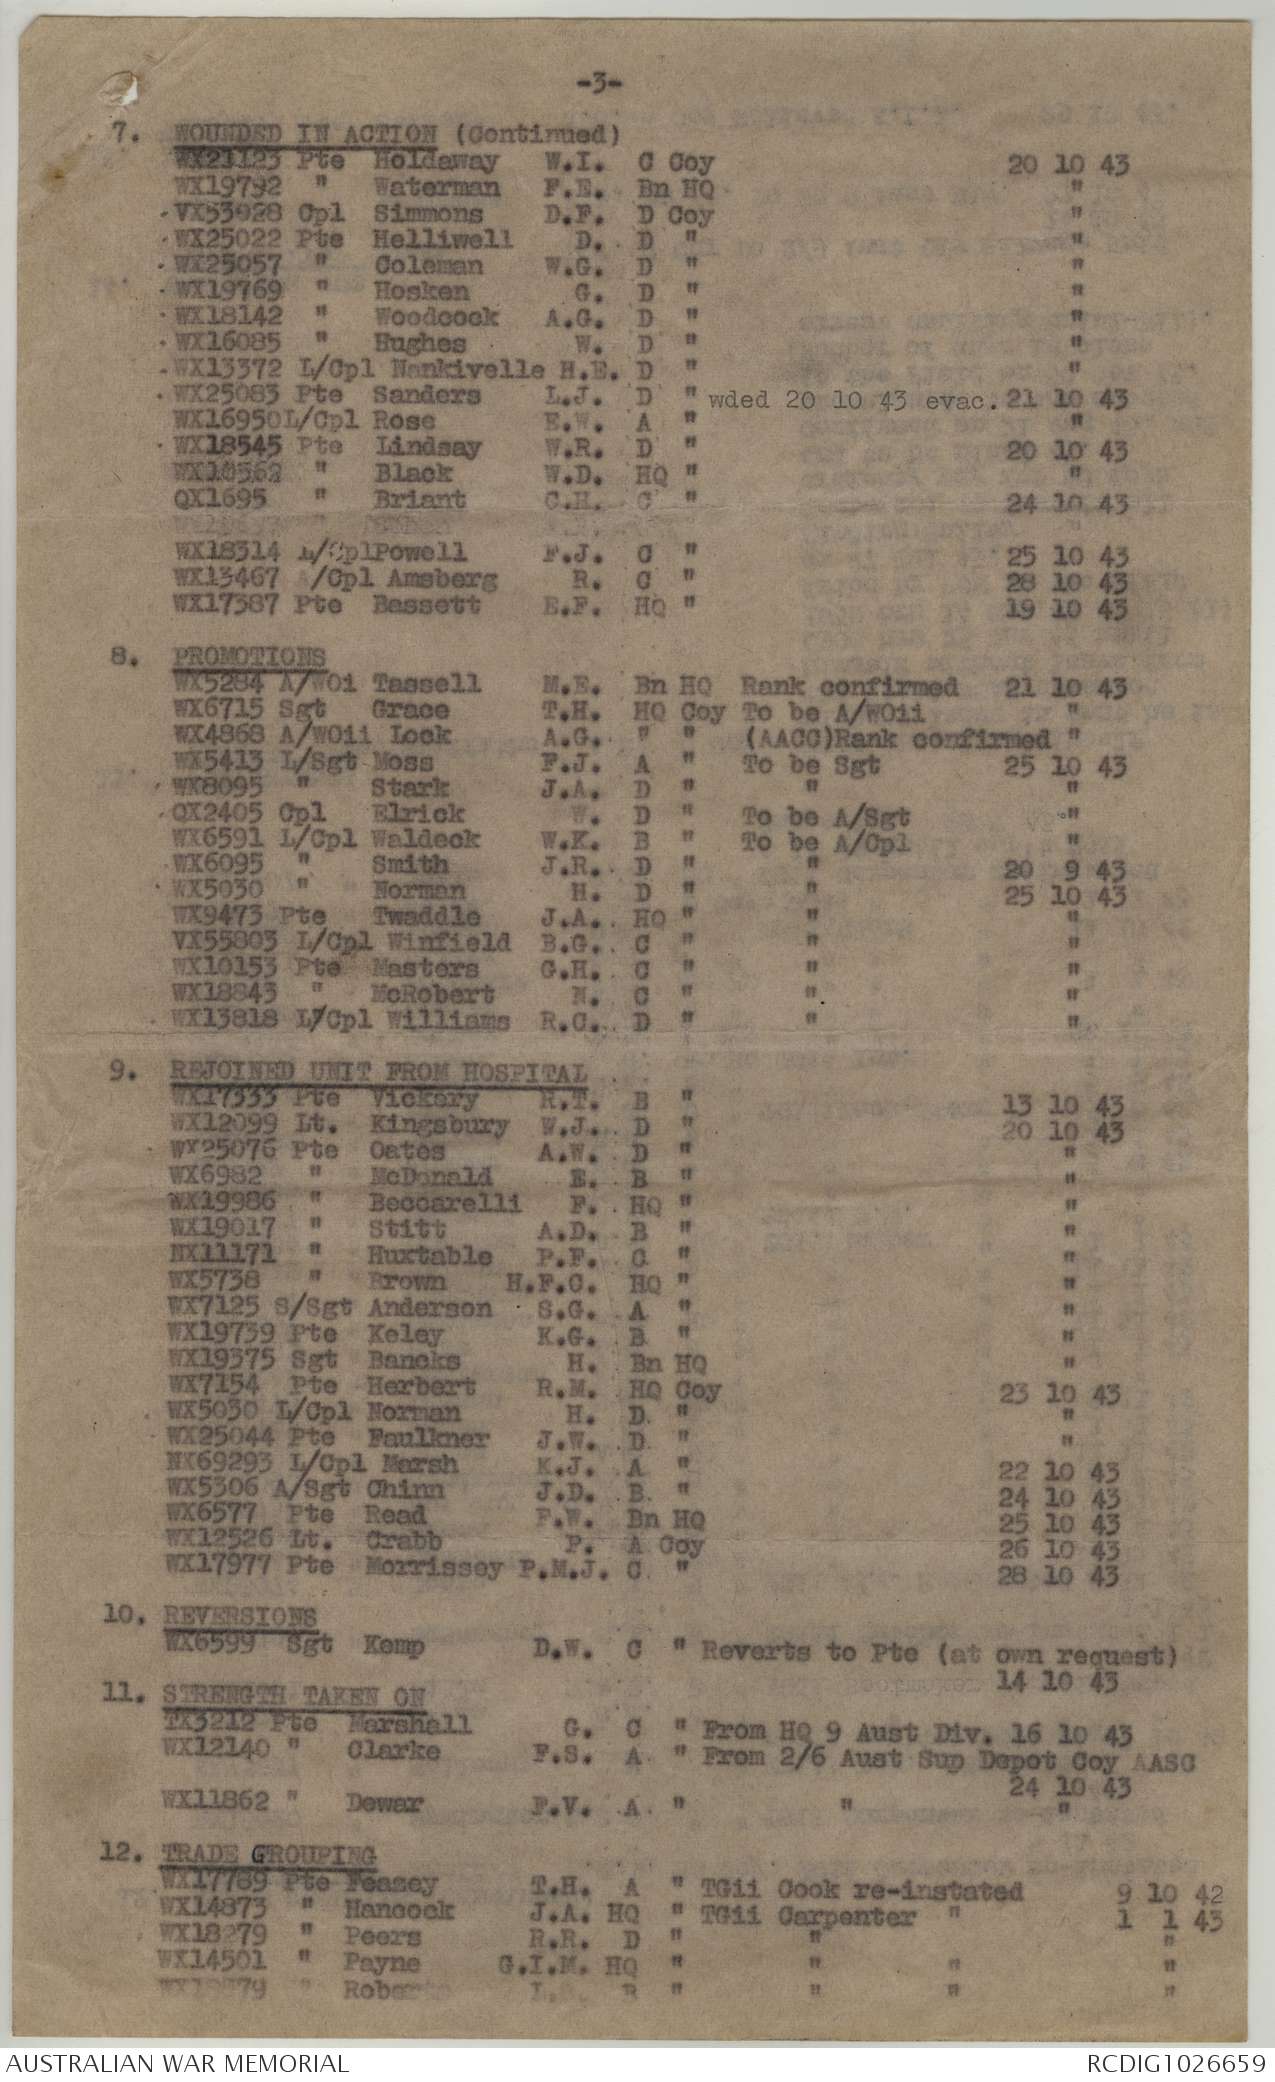 -3-
7. WOUNDED IN ACTION (Continued)
WX21123 Pte Holdaway W.I. C Coy 20 10 43
WX19792 " Waterman F.E. Bn HQ "
VX53928 Cpl Simmons D.F. D Coy "
WX25022 Pte Helliwell D. D " "
WX25057 " Coleman W.G. D " "
WX19769 " Hosken G. D " "
WX18142 " Woodcock A.G. D " "
WX16085 " Hughes W. D " "
WX13372 L/Cpl Nankivelle H.E. D " "
WX25083 Pte Sanders L.J. D " wded 20 10 43 evac. 21 10 43
WX16950 L/Cpl Rose E.W. A " "
WX18545 Pte Lindsay W.R. D " 20 10 43
" Black W.D. HQ " "
QX1695 " Briant C.H. C " 24 10 43
WX18314 L/Cpl Powell F.J. C " 25 10 43
WX13467 /Cpl Amsberg R. C " 28 10 43
WX17387 Pte Bassett E.F. HQ " 19 10 43
8. PROMOTIONS
WX5284 A/WOi Tassell M.E. Bn HQ Rank confirmed 21 10 43
WX6715 Sgt Grace T.H. HQ Coy To be A/WOii "
WX4868 A/WOii Lock A.G. " " (AACC)Rank confirmed "
WX5413 L/Sgt Moss F.J. A " To be Sgt 25 10 43
WX8095 " Stark J.A. D " " "
QX2405 Cpl Elrick W. D " To be A/Sgt "
WX6591 L/Cpl Waldeck W.K. B " To be A/Cpl "
WX6095 " Smith J.R. D " " 20 9 43
WX5030 " Norman H. D " " 25 10 43
WX9473 Pte Twaddle J.A. HQ " " "
VX55803 L/Cpl Winfield B.G. C " " "
WX10153 Pte Masters G.H. C " " "
WX18843 " McRobert N. C " " "
WX13818 L/Cpl Williams R.C. D " " "
9. REJOINED UNIT FROM HOSPITAL
WX17333 Pte Vickery R.T. B " 13 10 43
WX12099 Lt. Kingsbury W.J. D " 20 10 43
WX25076 Pte Oates A.W. D " "
WX6982 " McDonald E. B " "
WX19986 " Beccarelli F. HQ " "
WX19017 " Stitt A.D. B " "
NX11171 " Huxtable P.F. C " "
WX5738 " Brown H.F.C. HQ " "
WX7125 S/Sgt Anderson S.G. A " "
WX19739 Pte Keley K.G. B " "
WX19375 Sgt Bancks H. Bn HQ "
WX7154 Pte Herbert R.M. HQ Coy 23 10 43
WX5030 L/Cpl Norman H. D " "
WX25044 Pte Faulkner J.W. D " "
NX69293 L/Cpl Marsh K.J. A " 22 10 43
WX5306 A/Sgt Chinn J.D. B " 24 10 43
WX6577 Pte Read F.W. Bn HQ 25 10 43
WX12526 Lt. Crabb P. A Coy 26 10 43
WX17977 Pte Morrissey P.M.J. C " 28 10 43
10. REVERSIONS
WX6599 Sgt Kemp D.W. C " Reverts to Pte (at own request)
14 10 43
11. STRENGTH TAKEN ON
TX3212 Pte Marshall G. C " From HQ 9 Aust Div. 16 10 43
WX12140 " Clarke F.S. A " From 2/6 Aust Sup Depot Coy AASC
24 10 43
WX11862 " Dewar F.V. A " " "
12. TRADE GROUPING
WX17789 Pte Feasey T.H. A " TGii Cook re-instated 9 10 42
WX14873 " Hancock J.A. HQ " TGii Carpenter " 1 1 43
WX18279 " Peers R.R. D " " "
WX14501 " Payne G.I.M. HQ " " " "
" " " " "
AUSTRALIAN WAR MEMORIAL RCDIG1026659